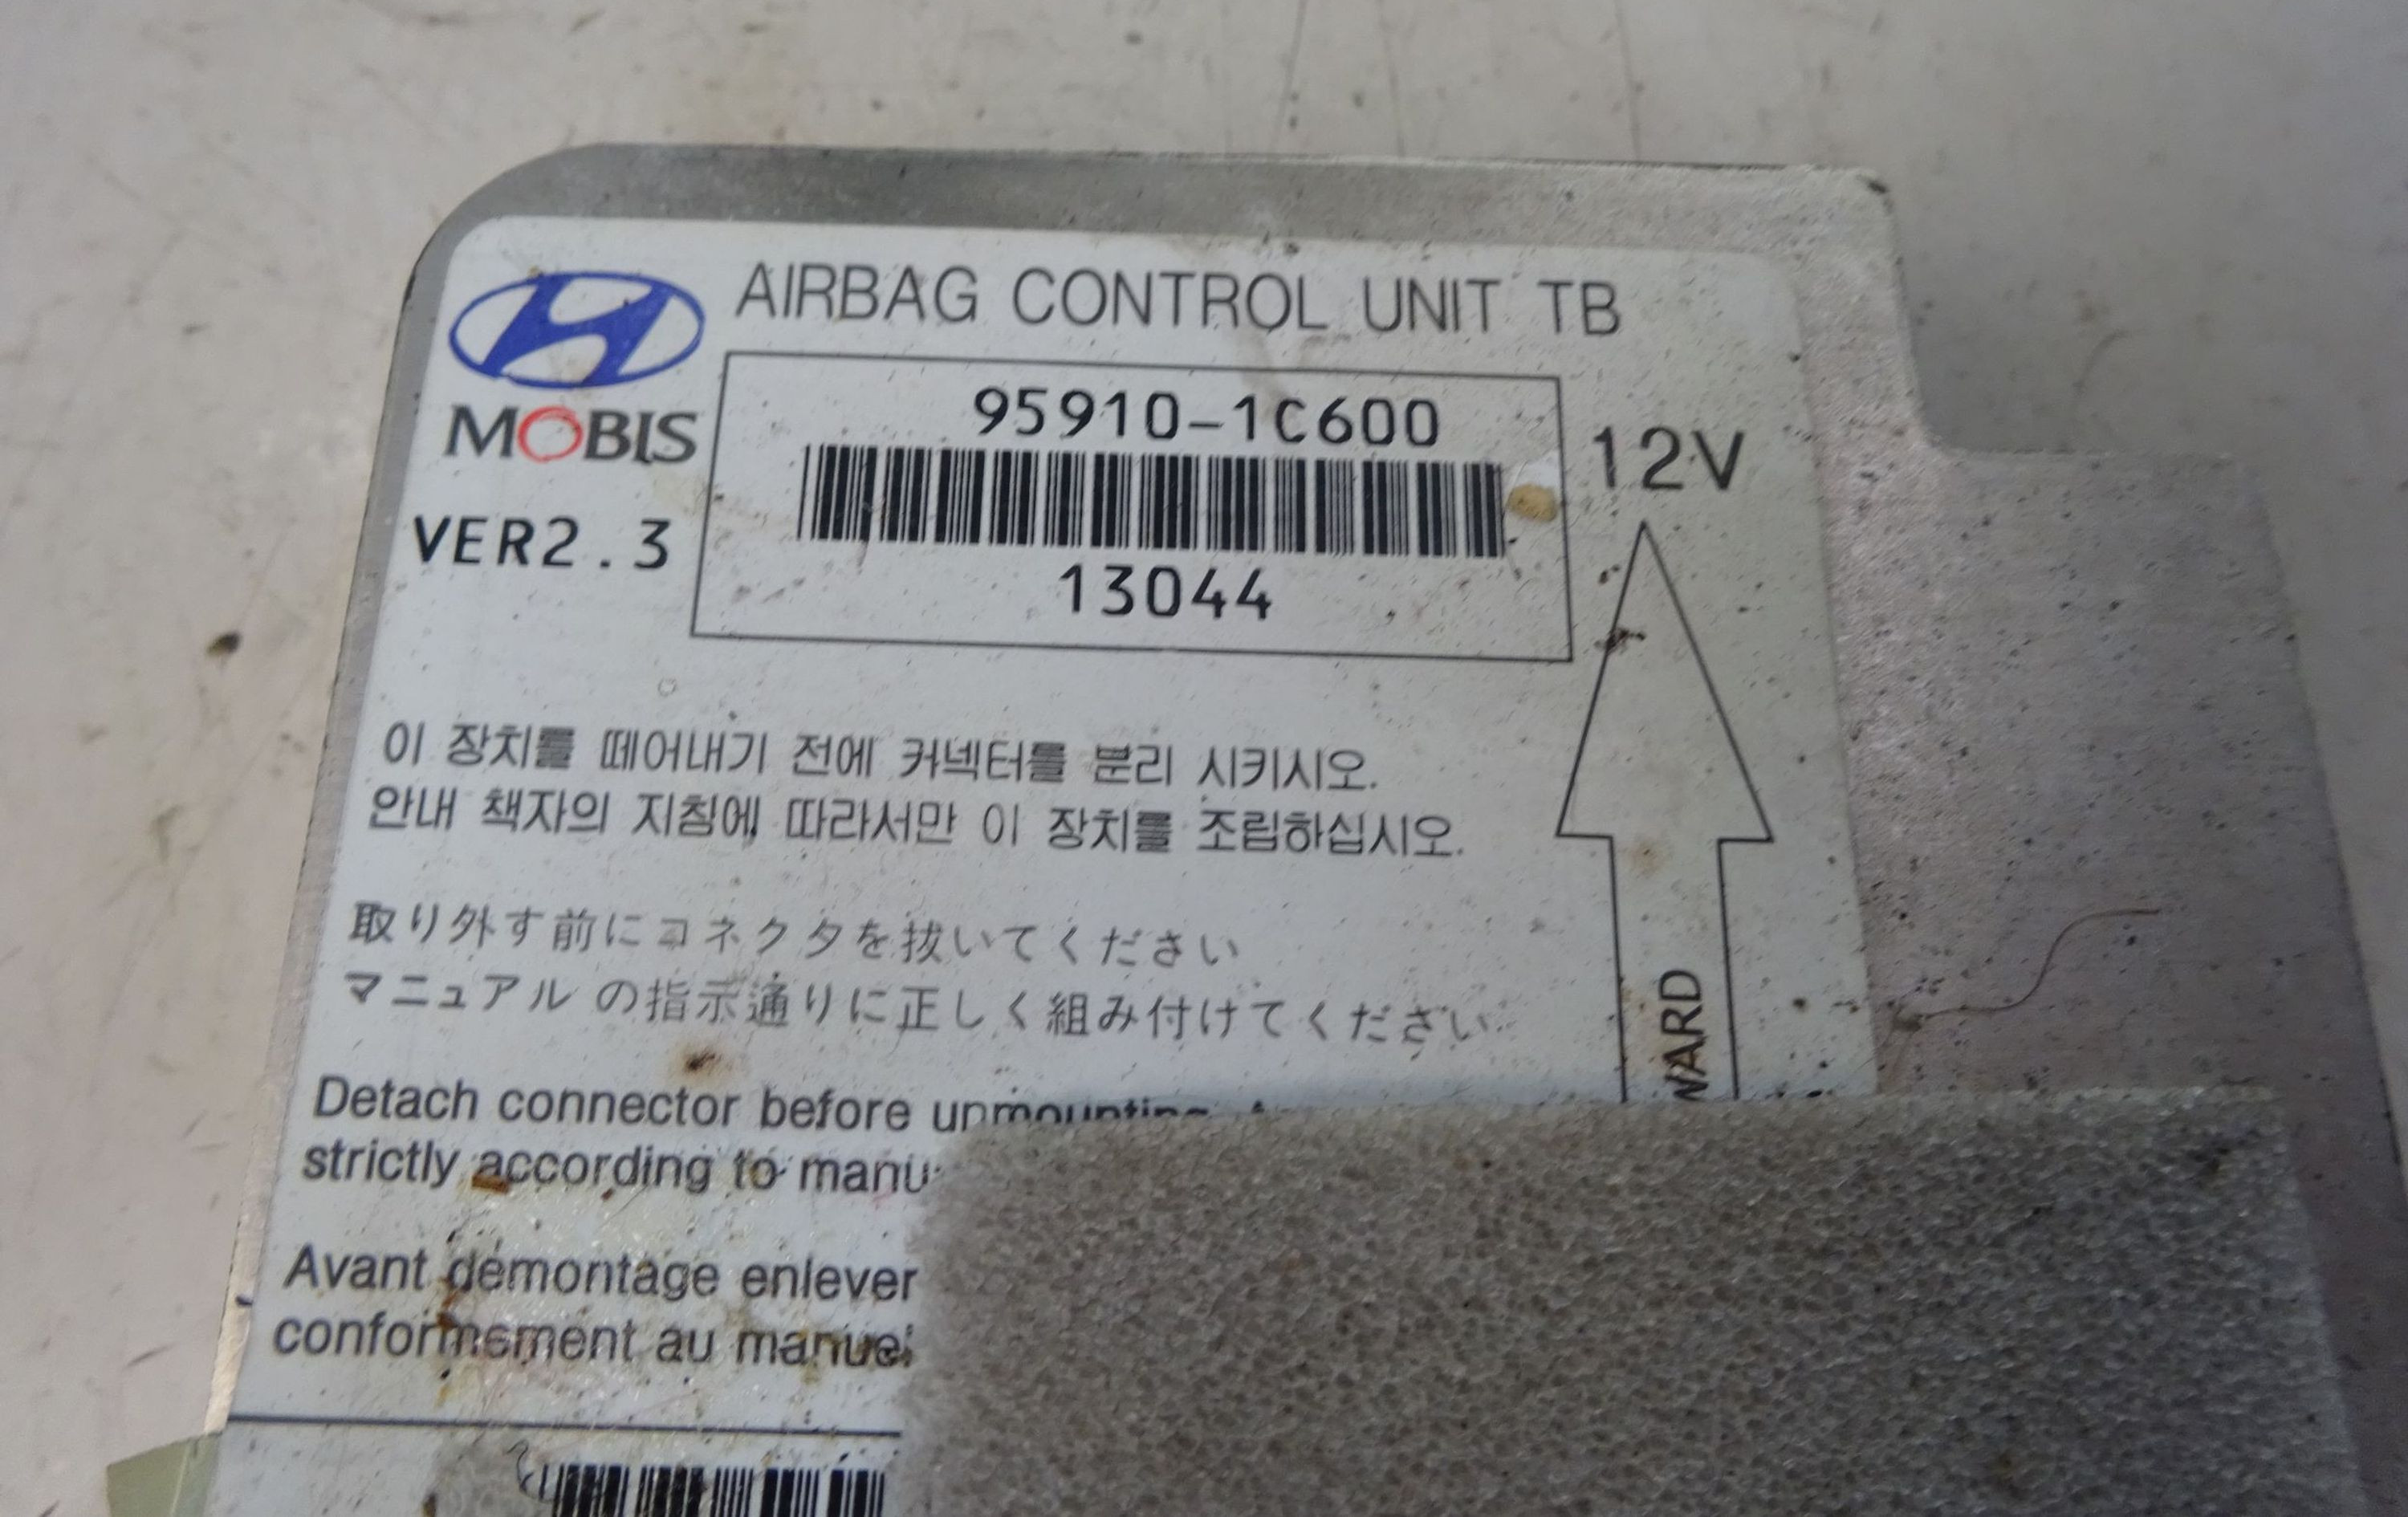 AIRBAG CONTROL UNIT TB
MOBIS
95910-1C600
12V
VER2.3
13044
이 장치를 떼어내기 전에 커넥터를 분리 시키시오.
안내 책자의 지침에 따라서만 이 장치를 조립하십시오.
取り外す前にコネクタを抜いてください
マニュアルの指示通りに正しく組み付けてください
WARD
Detach connector before unmounting.
strictly according to manu
Avant démontage enlever
conformement au manuel